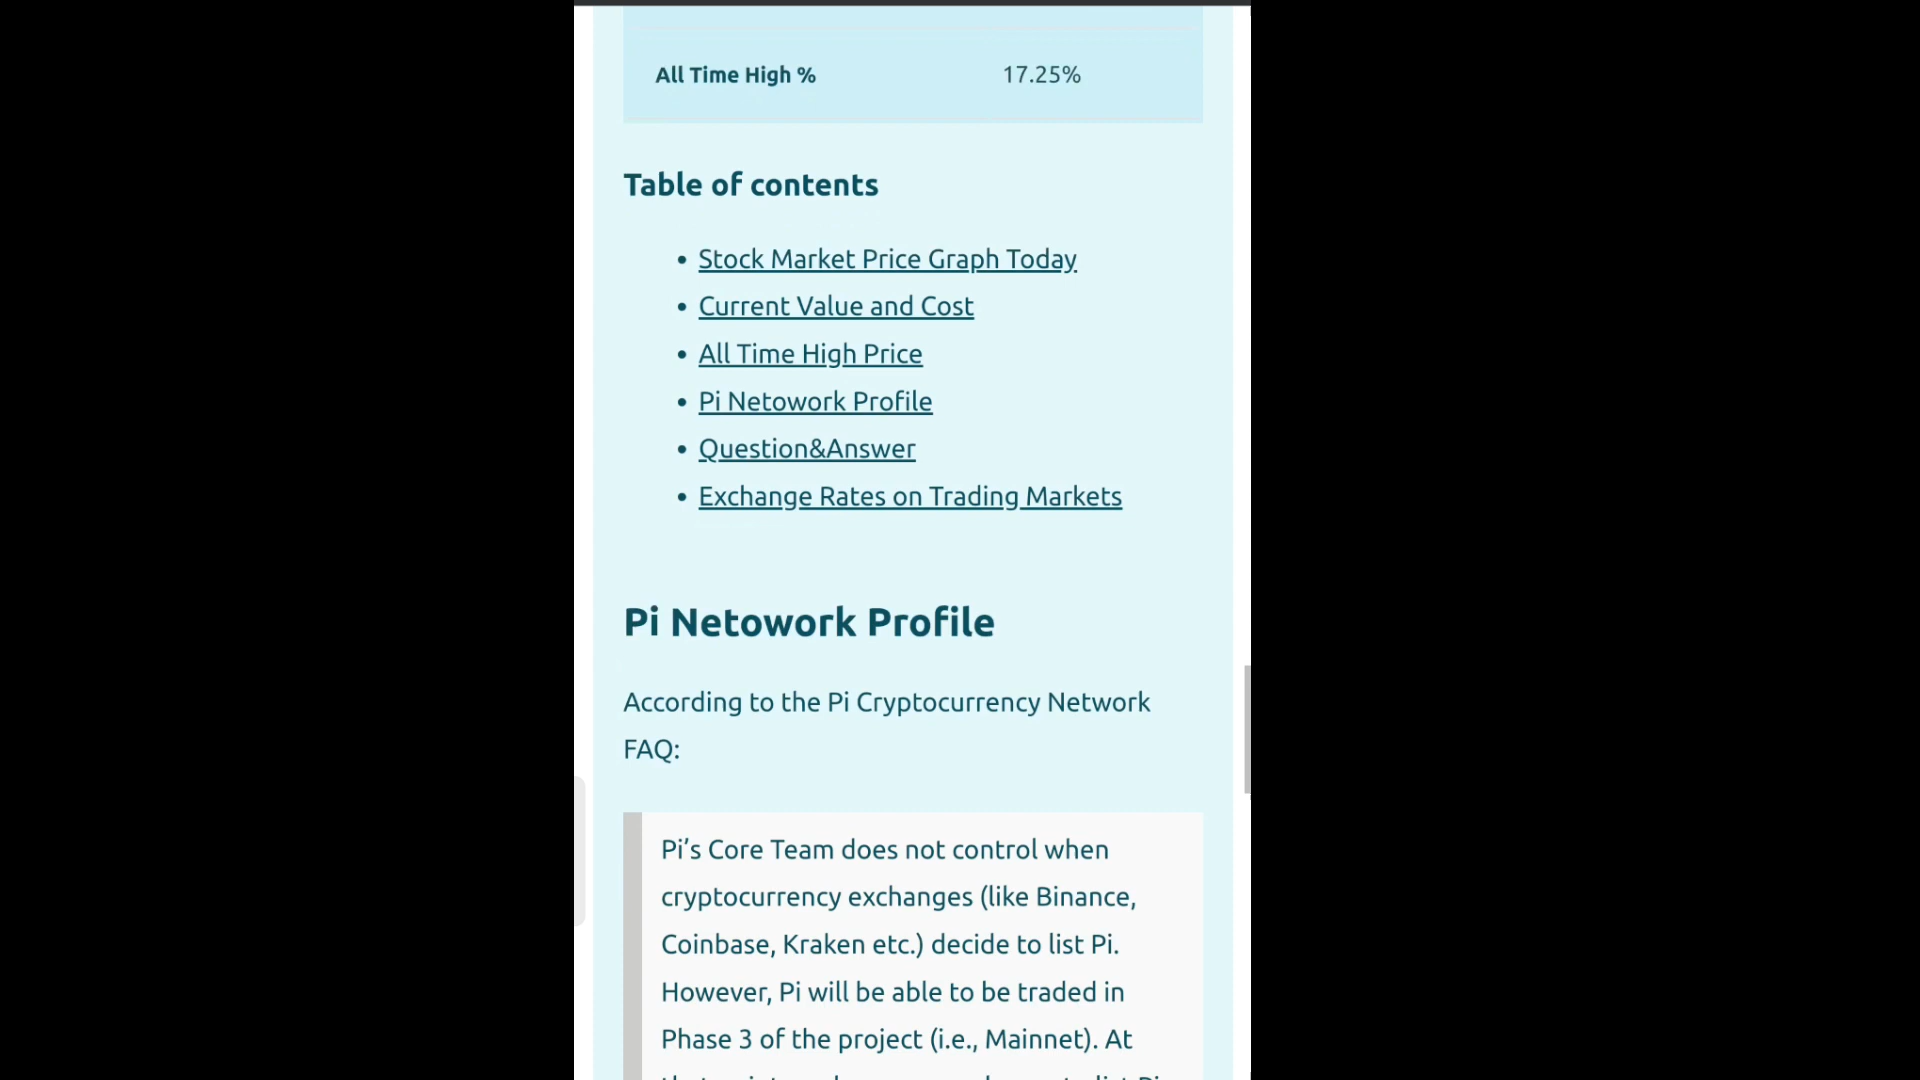 All Time High % 17.25%
Table of contents
• Stock Market Price Graph Today
• Current Value and Cost
• All Time High Price
• Pi Netowork Profile
• Question&Answer
• Exchange Rates on Trading Markets
Pi Netowork Profile
According to the Pi Cryptocurrency Network
FAQ:
Pi’s Core Team does not control when
cryptocurrency exchanges (like Binance,
Coinbase, Kraken etc.) decide to list Pi.
However, Pi will be able to be traded in
Phase 3 of the project (i.e., Mainnet). At